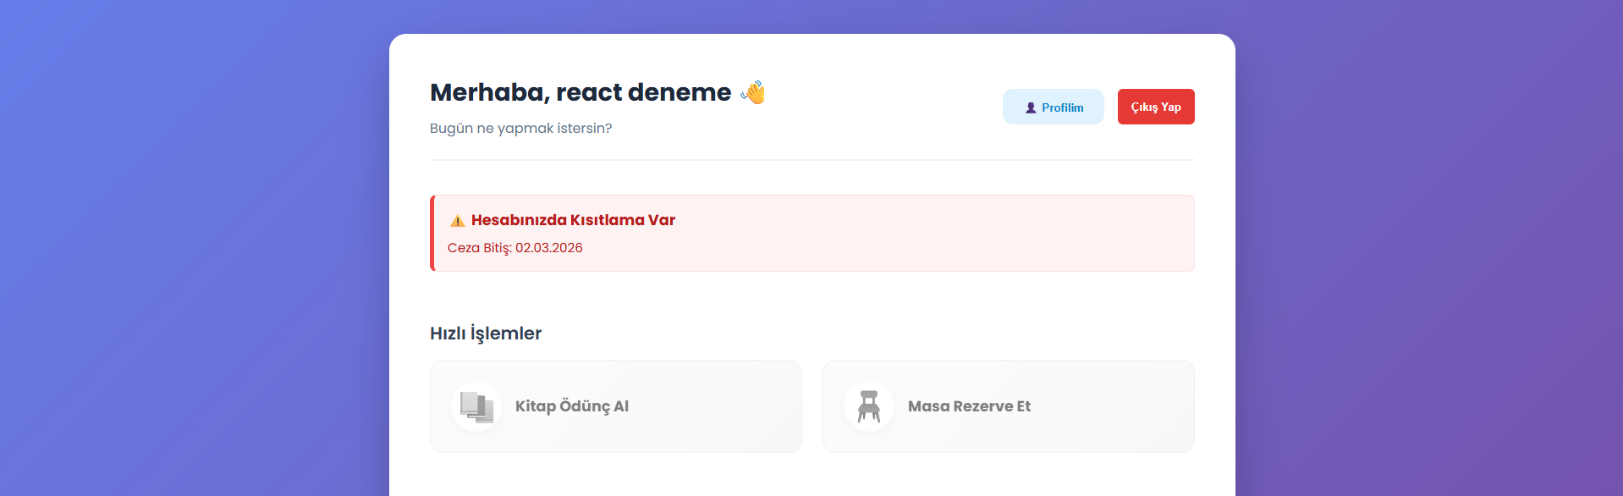 Merhaba, react deneme 👋
Bugün ne yapmak istersin?
👤 Profilim
Çıkış Yap
⚠️ Hesabınızda Kısıtlama Var
Ceza Bitiş: 02.03.2026
Hızlı İşlemler
Kitap Ödünç Al
Masa Rezerve Et